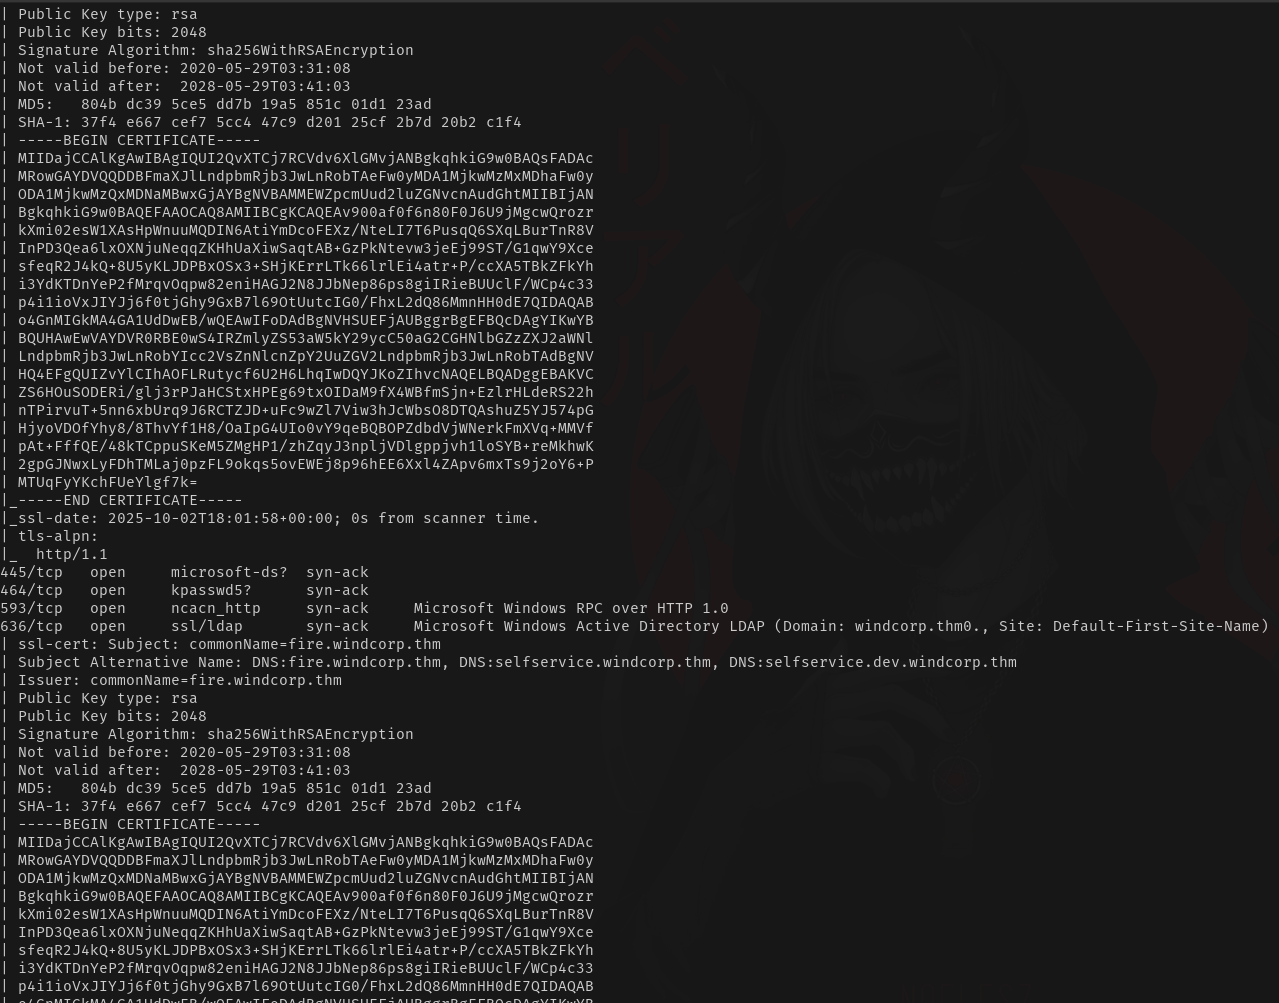 | Public Key type: rsa
| Public Key bits: 2048
| Signature Algorithm: sha256WithRSAEncryption
| Not valid before: 2020-05-29T03:31:08
| Not valid after:  2028-05-29T03:41:03
| MD5:   804b dc39 5ce5 dd7b 19a5 851c 01d1 23ad
| SHA-1: 37f4 e667 cef7 5cc4 47c9 d201 25cf 2b7d 20b2 c1f4
| -----BEGIN CERTIFICATE-----
| MIIDajCCAlKgAwIBAgIQUI2QvXTCj7RCVdv6XlGMvjANBgkqhkiG9w0BAQsFADAc
| MRowGAYDVQQDDBFmaXJlLndpbmRjb3JwLnRobTAeFw0yMDA1MjkwMzMxMDhaFw0y
| ODA1MjkwMzQxMDNaMBwxGjAYBgNVBAMMEWZpcmUud2luZGNvcnAudGhtMIIBIjAN
| BgkqhkiG9w0BAQEFAAOCAQ8AMIIBCgKCAQEAv900af0f6n80F0J6U9jMgcwQrozr
| kXmi02esW1XAsHpWnuuMQDIN6AtiYmDcoFEXz/NteLI7T6PusqQ6SXqLBurTnR8V
| InPD3Qea6lxOXNjuNeqqZKHhUaXiwSaqtAB+GzPkNtevw3jeEj99ST/G1qwY9Xce
| sfeqR2J4kQ+8U5yKLJDPBxOSx3+SHjKErrLTk66lrlEi4atr+P/ccXA5TBkZFkYh
| i3YdKTDnYeP2fMrqvOqpw82eniHAGJ2N8JJbNep86ps8giIRieBUUclF/WCp4c33
| p4i1ioVxJIYJj6f0tjGhy9GxB7l69OtUutcIG0/FhxL2dQ86MmnHH0dE7QIDAQAB
| o4GnMIGkMA4GA1UdDwEB/wQEAwIFoDAdBgNVHSUEFjAUBggrBgEFBQcDAgYIKwYB
| BQUHAwEwVAYDVR0RBE0wS4IRZmlyZS53aW5kY29ycC50aG2CGHNlbGZzZXJ2aWNl
| LndpbmRjb3JwLnRobYIcc2VsZnNlcnZpY2UuZGV2LndpbmRjb3JwLnRobTAdBgNV
| HQ4EFgQUIZvYlCIhAOFLRutycf6U2H6LhqIwDQYJKoZIhvcNAQELBQADggEBAKVC
| ZS6HOuSODERi/glj3rPJaHCStxHPEg69txOIDaM9fX4WBfmSjn+EzlrHLdeRS22h
| nTPirvuT+5nn6xbUrq9J6RCTZJD+uFc9wZl7Viw3hJcWbsO8DTQAshuZ5YJ574pG
| HjyoVDOfYhy8/8ThvYf1H8/OaIpG4UIo0vY9qeBQBOPZdbdVjWNerkFmXVq+MMVf
| pAt+FffQE/48kTCppuSKeM5ZMgHP1/zhZqyJ3npljVDlgppjvh1loSYB+reMkhwK
| 2gpGJNwxLyFDhTMLaj0pzFL9okqs5ovEWEj8p96hEE6Xxl4ZApv6mxTs9j2oY6+P
| MTUqFyYKchFUeYlgf7k=
|_-----END CERTIFICATE-----
|_ssl-date: 2025-10-02T18:01:58+00:00; 0s from scanner time.
| tls-alpn:
|_  http/1.1
445/tcp   open     microsoft-ds?  syn-ack
464/tcp   open     kpasswd5?      syn-ack
593/tcp   open     ncacn_http     syn-ack     Microsoft Windows RPC over HTTP 1.0
636/tcp   open     ssl/ldap       syn-ack     Microsoft Windows Active Directory LDAP (Domain: windcorp.thm0., Site: Default-First-Site-Name)
| ssl-cert: Subject: commonName=fire.windcorp.thm
| Subject Alternative Name: DNS:fire.windcorp.thm, DNS:selfservice.windcorp.thm, DNS:selfservice.dev.windcorp.thm
| Issuer: commonName=fire.windcorp.thm
| Public Key type: rsa
| Public Key bits: 2048
| Signature Algorithm: sha256WithRSAEncryption
| Not valid before: 2020-05-29T03:31:08
| Not valid after:  2028-05-29T03:41:03
| MD5:   804b dc39 5ce5 dd7b 19a5 851c 01d1 23ad
| SHA-1: 37f4 e667 cef7 5cc4 47c9 d201 25cf 2b7d 20b2 c1f4
| -----BEGIN CERTIFICATE-----
| MIIDajCCAlKgAwIBAgIQUI2QvXTCj7RCVdv6XlGMvjANBgkqhkiG9w0BAQsFADAc
| MRowGAYDVQQDDBFmaXJlLndpbmRjb3JwLnRobTAeFw0yMDA1MjkwMzMxMDhaFw0y
| ODA1MjkwMzQxMDNaMBwxGjAYBgNVBAMMEWZpcmUud2luZGNvcnAudGhtMIIBIjAN
| BgkqhkiG9w0BAQEFAAOCAQ8AMIIBCgKCAQEAv900af0f6n80F0J6U9jMgcwQrozr
| kXmi02esW1XAsHpWnuuMQDIN6AtiYmDcoFEXz/NteLI7T6PusqQ6SXqLBurTnR8V
| InPD3Qea6lxOXNjuNeqqZKHhUaXiwSaqtAB+GzPkNtevw3jeEj99ST/G1qwY9Xce
| sfeqR2J4kQ+8U5yKLJDPBxOSx3+SHjKErrLTk66lrlEi4atr+P/ccXA5TBkZFkYh
| i3YdKTDnYeP2fMrqvOqpw82eniHAGJ2N8JJbNep86ps8giIRieBUUclF/WCp4c33
| p4i1ioVxJIYJj6f0tjGhy9GxB7l69OtUutcIG0/FhxL2dQ86MmnHH0dE7QIDAQAB
| o4GnMIGkMA4GA1UdDwEB/wQEAwIFoDAdBgNVHSUEFjAUBggrBgEFBQcDAgYIKwYB
ベリアル